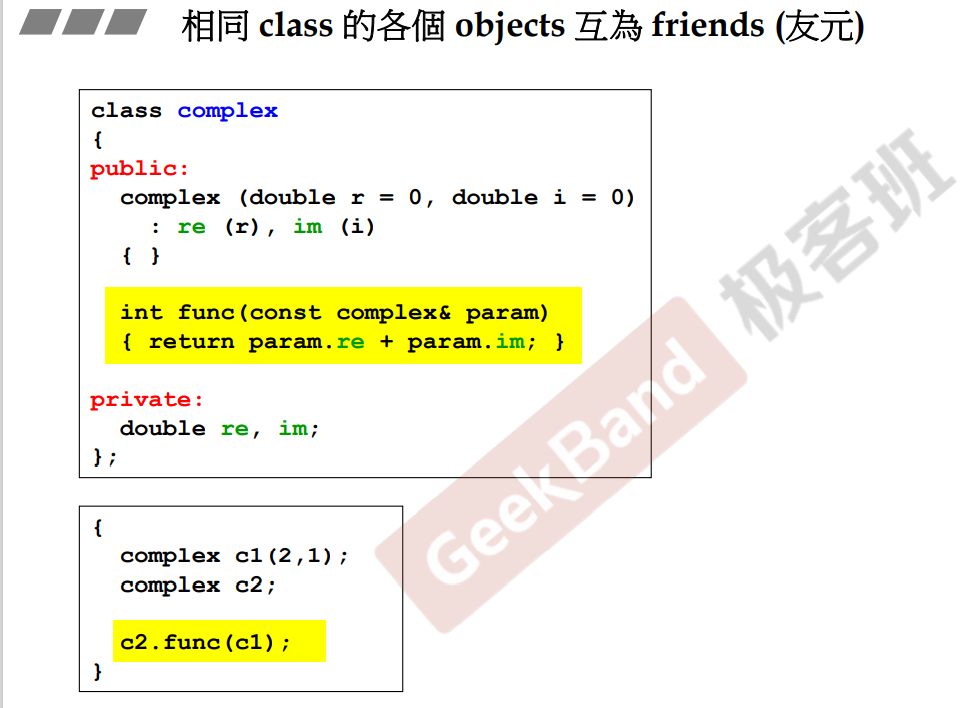 相同 class 的各個 objects 互為 friends (友元)
class complex
{
public:
  complex (double r = 0, double i = 0)
    : re (r), im (i)
  { }
  int func(const complex& param)
  { return param.re + param.im; }
private:
  double re, im;
};
{
  complex c1(2,1);
  complex c2;
  c2.func(c1);
}
GeekBand 极客班